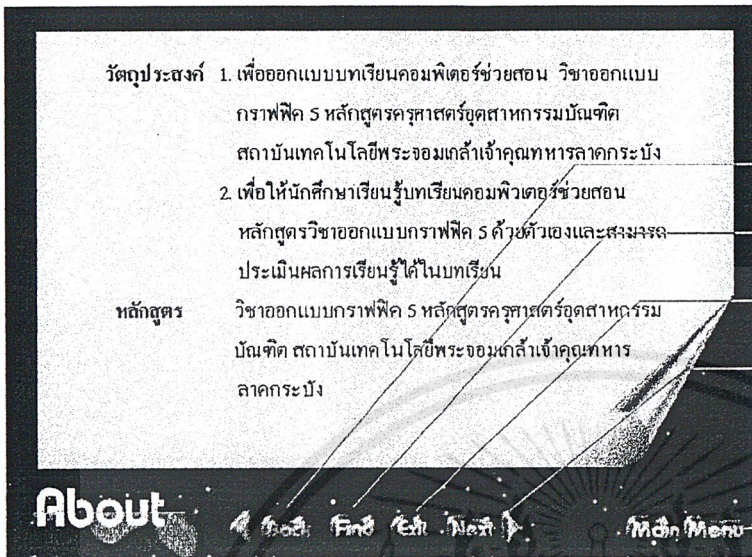 วัตถุประสงค์ 1. เพื่อออกแบบบทเรียนคอมพิเตอร์ช่วยสอน วิชาออกแบบ
กราฟฟิค 5 หลักสูตรครุศาสตร์อุตสาหกรรมบัณฑิต
สถาบันเทคโนโลยีพระจอมเกล้าเจ้าคุณทหารลาดกระบัง
2. เพื่อให้นักศึกษาเรียนรู้บทเรียนคอมพิวเตอร์ช่วยสอน
หลักสูตรวิชาออกแบบกราฟฟิค 5 ด้วยตัวเองและสามารถ
ประเมินผลการเรียนรู้ได้ในบทเรียน
หลักสูตร วิชาออกแบบกราฟฟิค 5 หลักสูตรครุศาสตร์อุตสาหกรรม
บัณฑิต สถาบันเทคโนโลยีพระจอมเกล้าเจ้าคุณทหาร
ลาดกระบัง
About Back Find Exit Next Main Menu